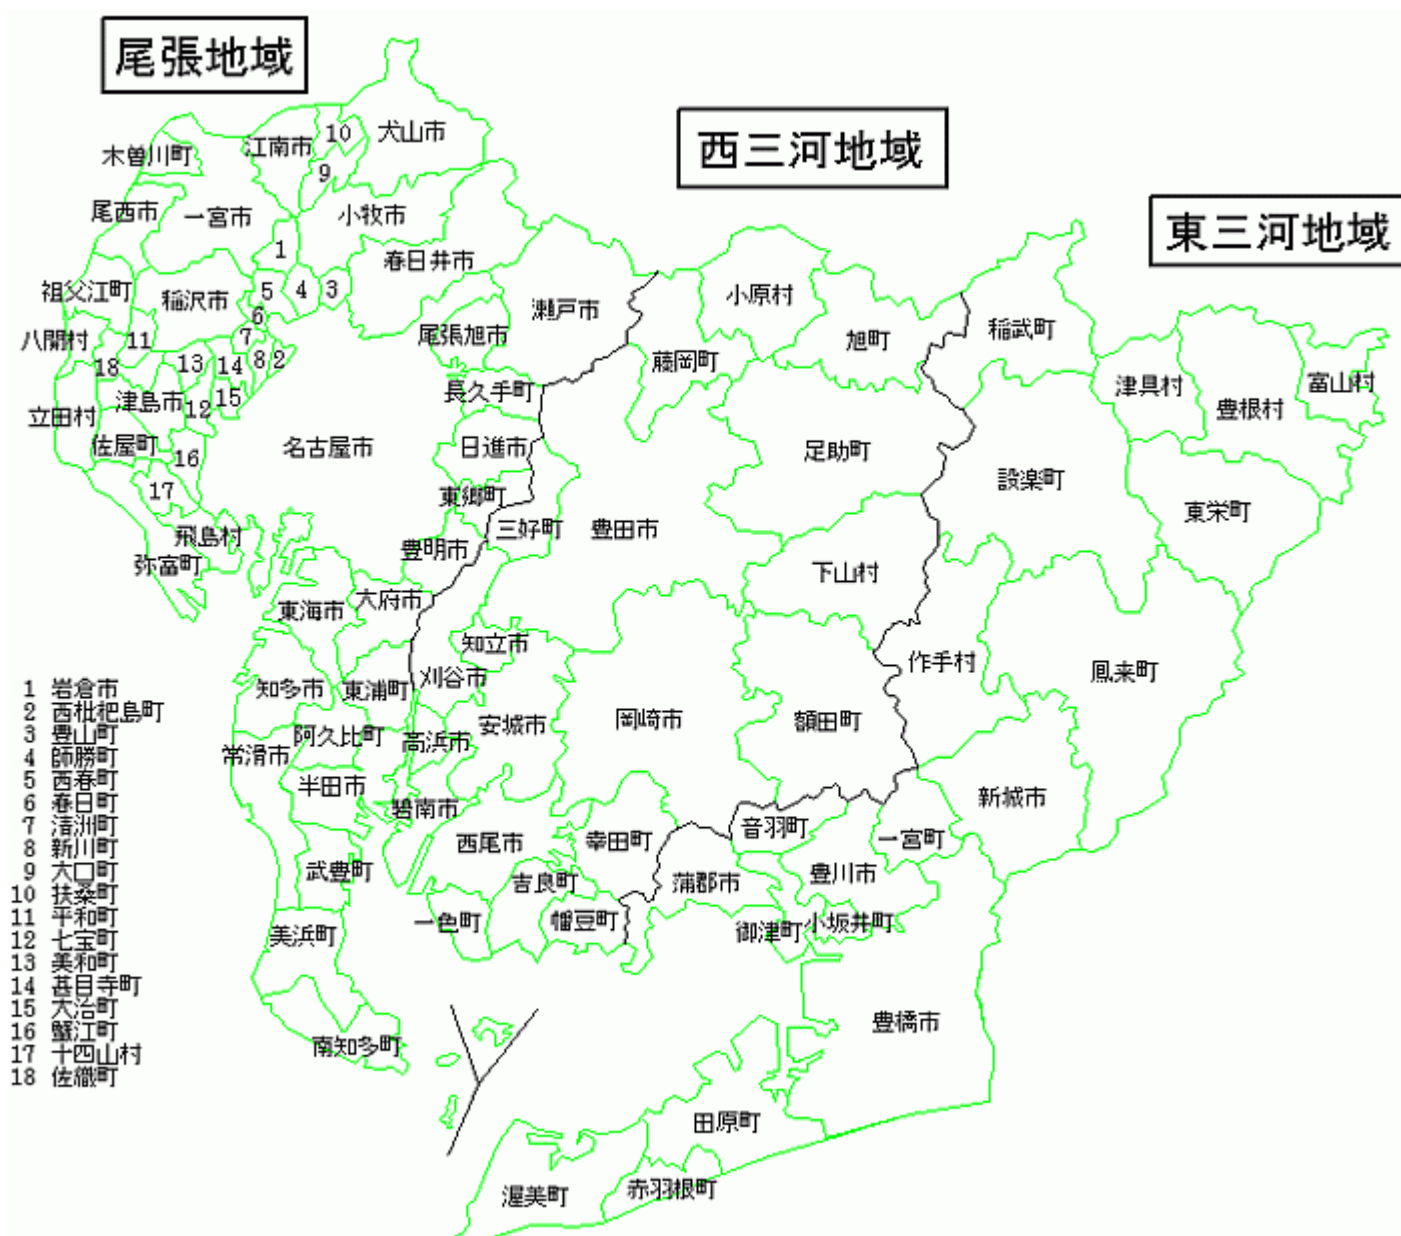 尾張地域
西三河地域
東三河地域
犬山市
10
江南市
木曽川町
9
尾西市
一宮市
小牧市
1
春日井市
祖父江町
稲沢市
5
4
3
瀬戸市
小原村
稲武町
6
八開村
11
7
尾張旭市
藤岡町
旭町
18
13
14
8
2
長久手町
津具村
豊根村
富山村
立田村
津島市
12
15
佐屋町
名古屋市
日進市
足助町
16
設楽町
17
東郷町
東栄町
飛島村
三好町
豊田市
弥富町
豊明市
下山村
東海市
大府市
知立市
作手村
鳳来町
知多市
東浦町
刈谷市
安城市
岡崎市
額田町
常滑市
阿久比町
高浜市
半田市
碧南市
新城市
西尾市
幸田町
音羽町
一宮町
武豊町
吉良町
蒲郡市
豊川市
美浜町
一色町
幡豆町
御津町
小坂井町
豊橋市
南知多町
田原町
渥美町
赤羽根町
1 岩倉市
2 西枇杷島町
3 豊山町
4 師勝町
5 西春町
6 春日町
7 清洲町
8 新川町
9 大口町
10 扶桑町
11 平和町
12 七宝町
13 美和町
14 甚目寺町
15 大治町
16 蟹江町
17 十四山村
18 佐織町